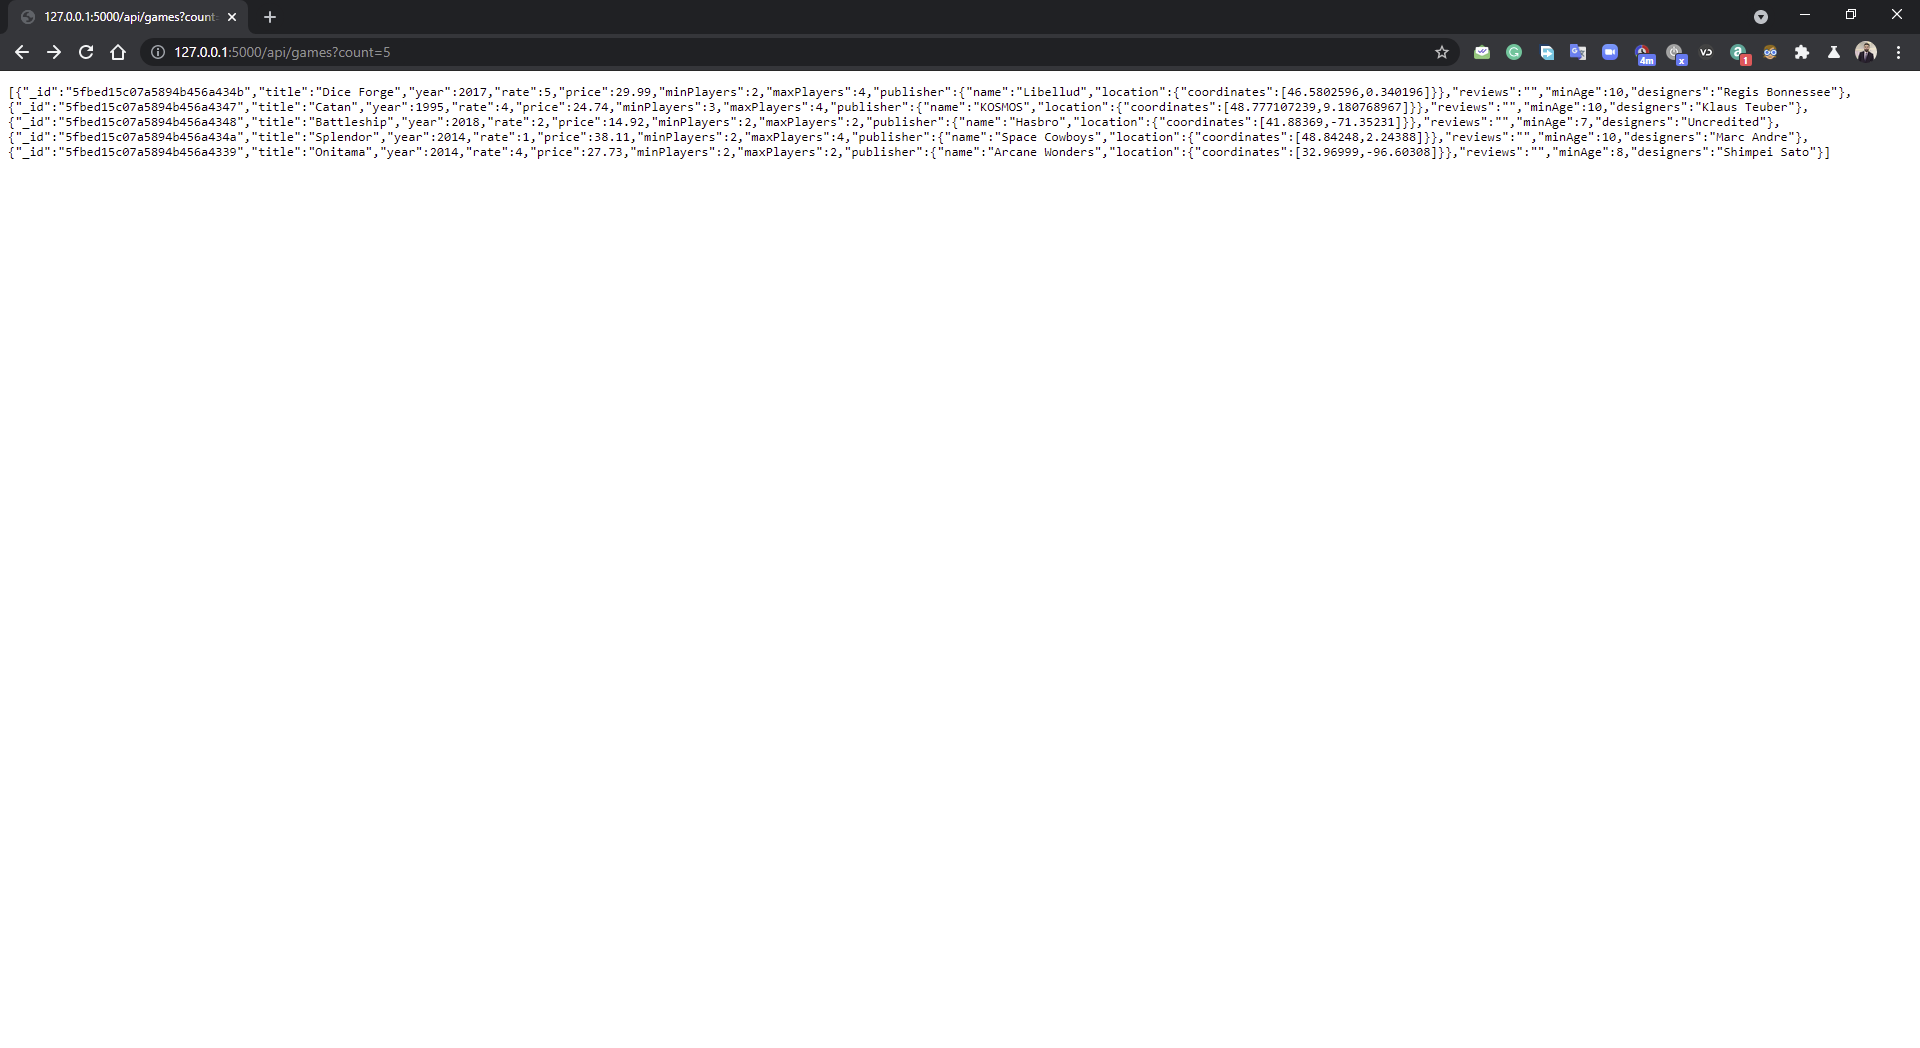 127.0.0.1:5000/api/games?count
127.0.0.1:5000/api/games?count=5
4m
x
VD
a
1
[{"_id":"5fbed15c07a5894b456a434b","title":"Dice Forge","year":2017,"rate":5,"price":29.99,"minPlayers":2,"maxPlayers":4,"publisher":{"name":"Libellud","location":{"coordinates":[46.5802596,0.340196]}},"reviews":"","minAge":10,"designers":"Regis Bonnessee"},
{"_id":"5fbed15c07a5894b456a4347","title":"Catan","year":1995,"rate":4,"price":24.74,"minPlayers":3,"maxPlayers":4,"publisher":{"name":"KOSMOS","location":{"coordinates":[48.777107239,9.180768967]}},"reviews":"","minAge":10,"designers":"Klaus Teuber"},
{"_id":"5fbed15c07a5894b456a4348","title":"Battleship","year":2018,"rate":2,"price":14.92,"minPlayers":2,"maxPlayers":2,"publisher":{"name":"Hasbro","location":{"coordinates":[41.88369,-71.35231]}},"reviews":"","minAge":7,"designers":"Uncredited"},
{"_id":"5fbed15c07a5894b456a434a","title":"Splendor","year":2014,"rate":1,"price":38.11,"minPlayers":2,"maxPlayers":4,"publisher":{"name":"Space Cowboys","location":{"coordinates":[48.84248,2.24388]}},"reviews":"","minAge":10,"designers":"Marc Andre"},
{"_id":"5fbed15c07a5894b456a4339","title":"Onitama","year":2014,"rate":4,"price":27.73,"minPlayers":2,"maxPlayers":2,"publisher":{"name":"Arcane Wonders","location":{"coordinates":[32.96999,-96.60308]}},"reviews":"","minAge":8,"designers":"Shimpei Sato"}]